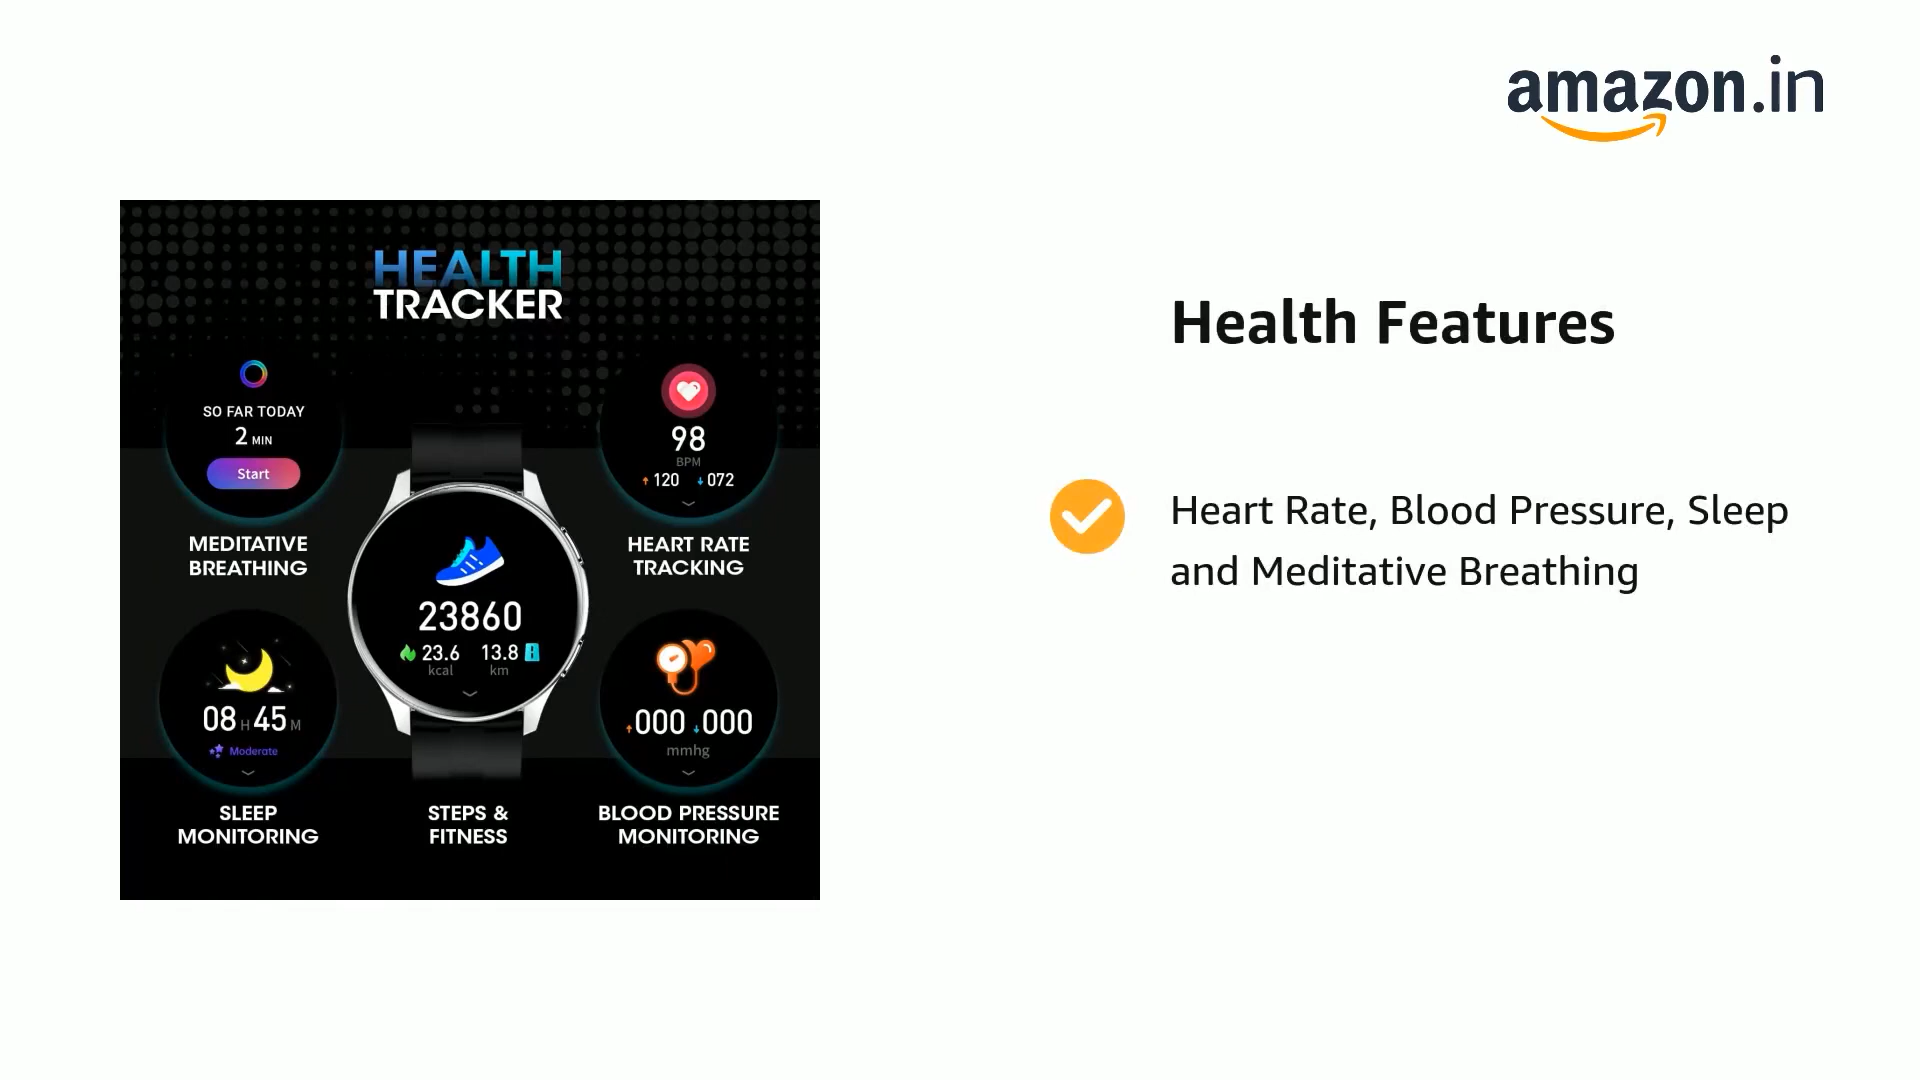 amazon.in
HEALTH
TRACKER
SO FAR TODAY
2 MIN
Start
MEDITATIVE
BREATHING
98
BPM
120 072
HEART RATE
TRACKING
23860
23.6 13.8
kcal km
STEPS &
FITNESS
08 H 45 M
Moderate
SLEEP
MONITORING
000 000
mmhg
BLOOD PRESSURE
MONITORING
Health Features
Heart Rate, Blood Pressure, Sleep
and Meditative Breathing